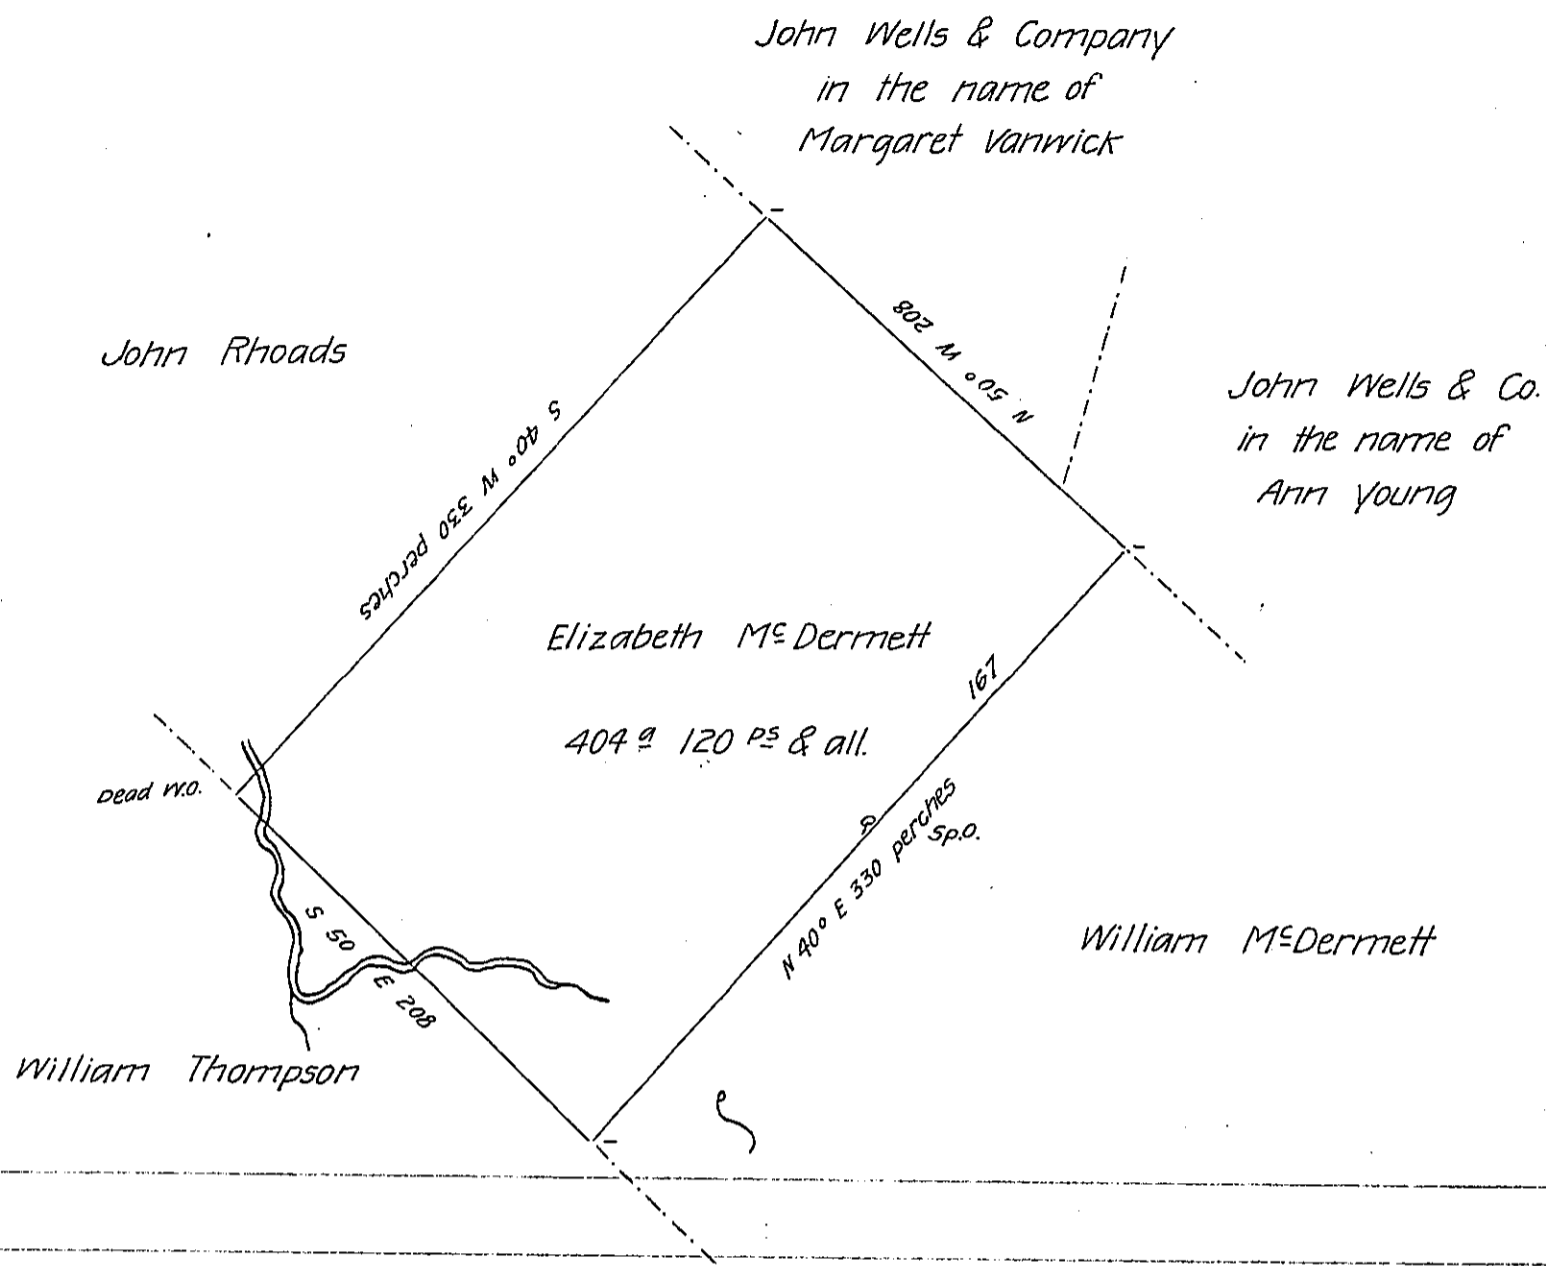 John Wells & Company
in the name of
Margaret Vanwick
John Rhoads
N 50° W 208
John Wells & Co.
in the name of
Ann Young
S 40° W 330 perches
Elizabeth McDermett
404 a 120 ps & all.
167
N 40° E 330 perches
Sp.o.
Dead W.O.
S 50 E 208
William McDermett
William Thompson